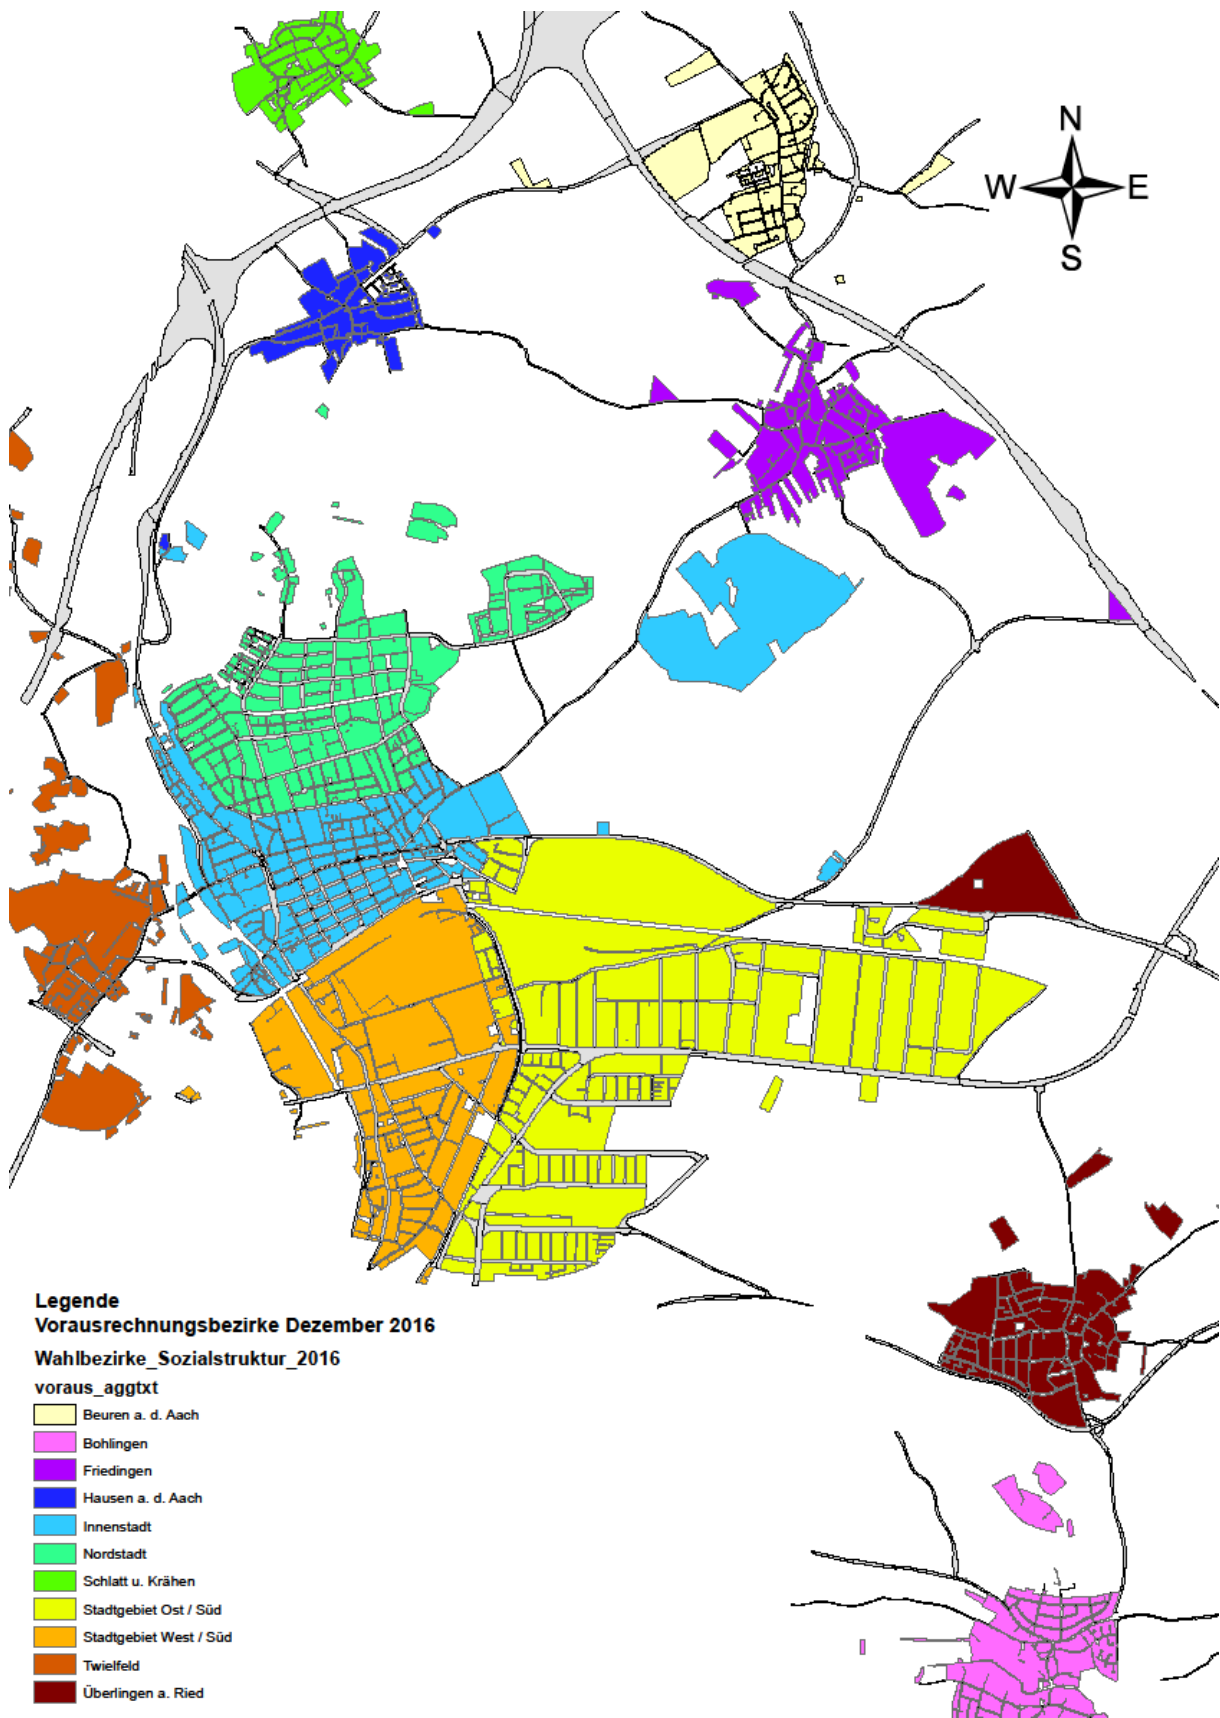 N
W E
S
Legende
Vorausrechnungsbezirke Dezember 2016
Wahlbezirke_Sozialstruktur_2016
voraus_aggtxt
Beuren a. d. Aach
Bohlingen
Friedingen
Hausen a. d. Aach
Innenstadt
Nordstadt
Schlatt u. Krähen
Stadtgebiet Ost / Süd
Stadtgebiet West / Süd
Twielfeld
Überlingen a. Ried